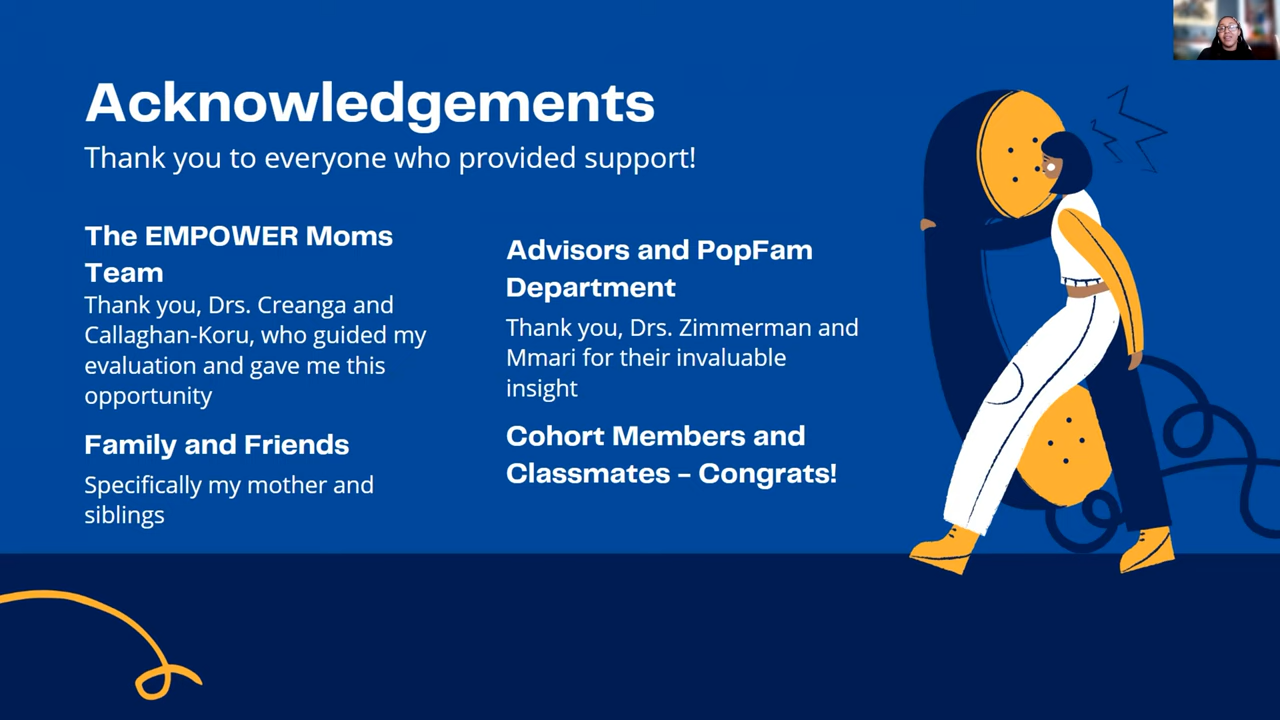 Acknowledgements
Thank you to everyone who provided support!
The EMPOWER Moms
Team
Thank you, Drs. Creanga and
Callaghan-Koru, who guided my
evaluation and gave me this
opportunity
Family and Friends
Specifically my mother and
siblings
Advisors and PopFam
Department
Thank you, Drs. Zimmerman and
Mmari for their invaluable
insight
Cohort Members and
Classmates – Congrats!